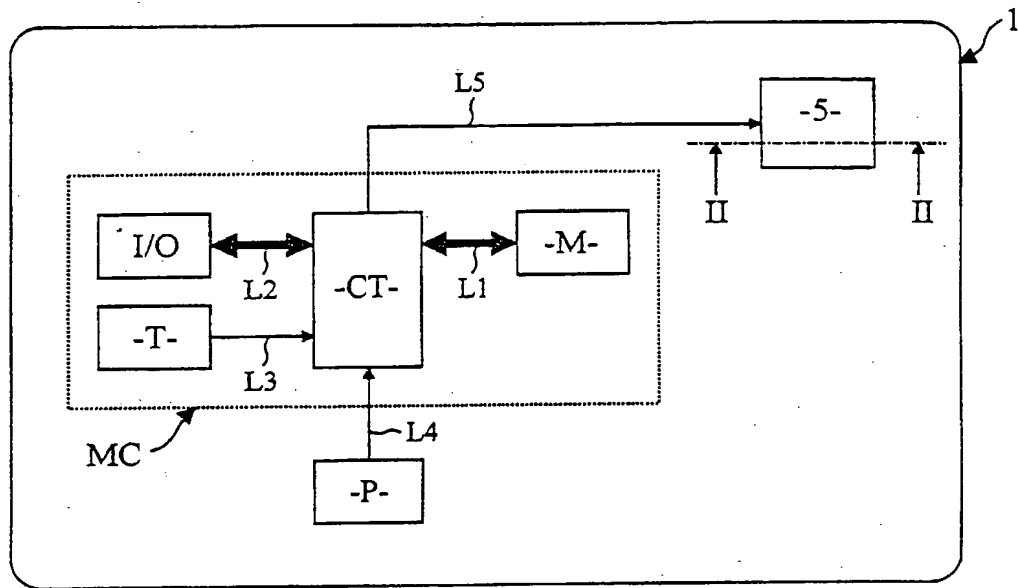 1
L5
-5-
II II
I/O
-CT-
-M-
L2
L1
-T-
L3
MC
L4
-P-